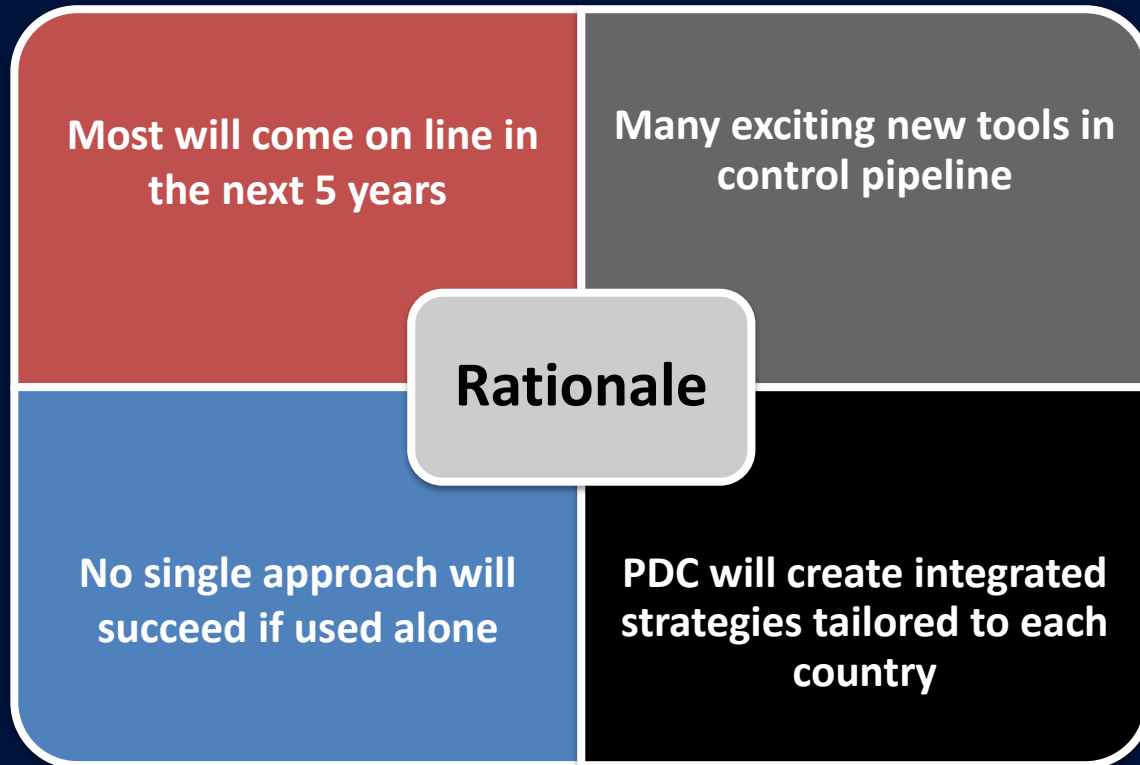 Most will come on line in
the next 5 years
Many exciting new tools in
control pipeline
Rationale
No single approach will
succeed if used alone
PDC will create integrated
strategies tailored to each
country